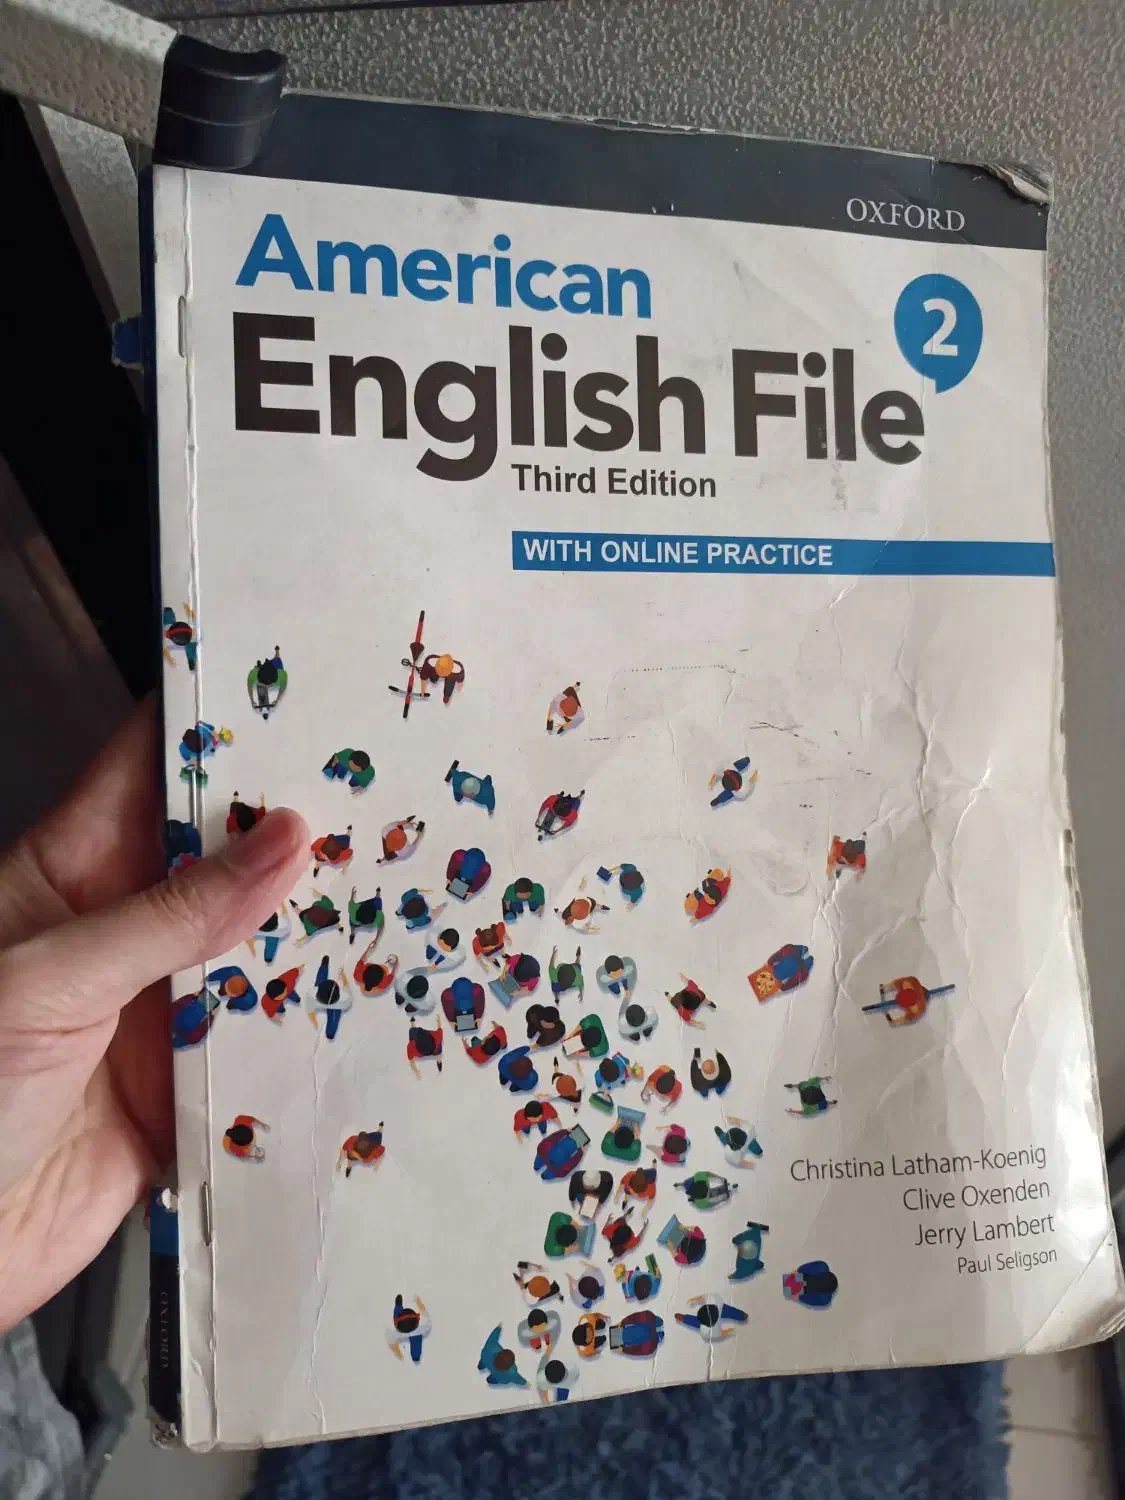 OXFORD
American
2
English File
Third Edition
WITH ONLINE PRACTICE
Christina Latham-Koenig
Clive Oxenden
Jerry Lambert
Paul Seligson
OXFORD